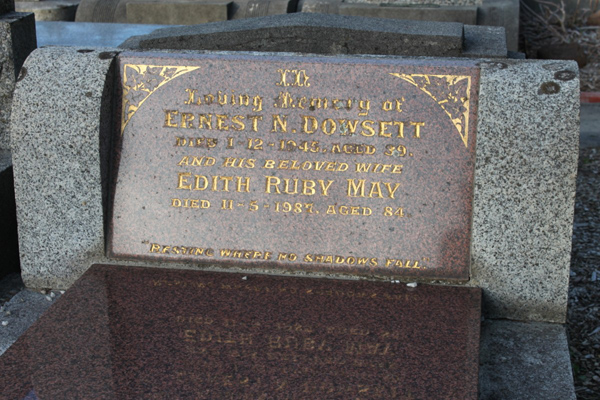 In
Loving Memory of
ERNEST N. DOWSETT
DIED 1-12-1945. AGED 39.
AND HIS BELOVED WIFE
EDITH RUBY MAY
DIED 11-5-1987. AGED 84
RESTING WHERE NO SHADOWS FALL.